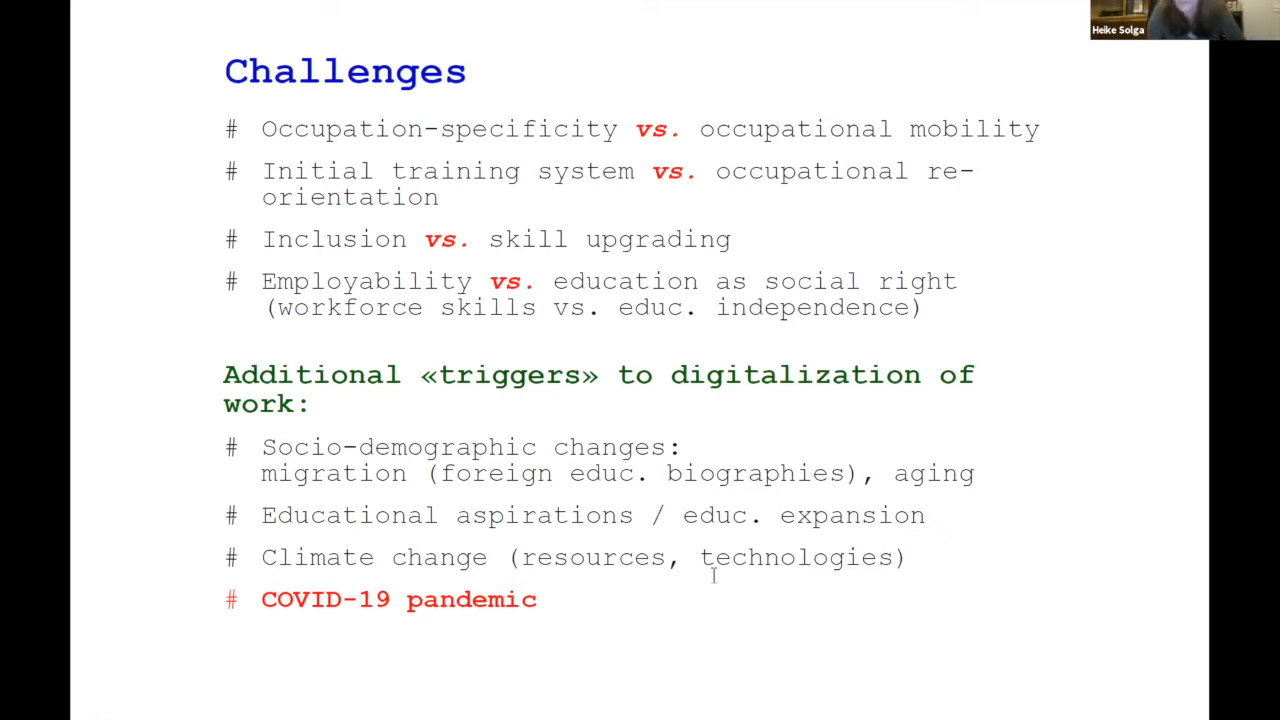 Heike Solga
Challenges
# Occupation-specificity vs. occupational mobility
# Initial training system vs. occupational re-
orientation
# Inclusion vs. skill upgrading
# Employability vs. education as social right
(workforce skills vs. educ. independence)
Additional «triggers» to digitalization of
work:
# Socio-demographic changes:
migration (foreign educ. biographies), aging
# Educational aspirations / educ. expansion
# Climate change (resources, technologies)
# COVID-19 pandemic